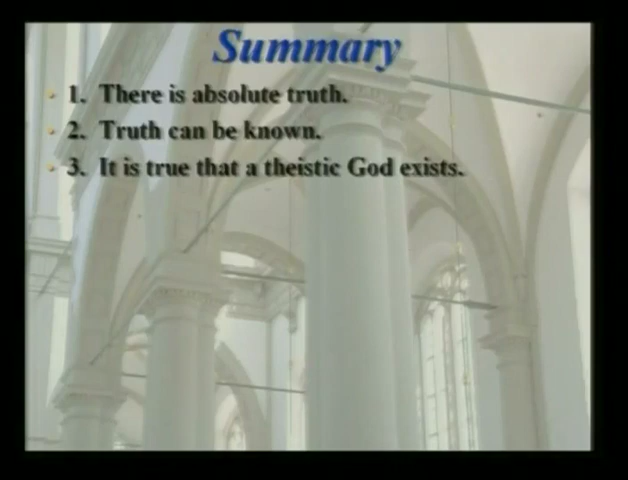 Summary
1. There is absolute truth.
2. Truth can be known.
3. It is true that a theistic God exists.